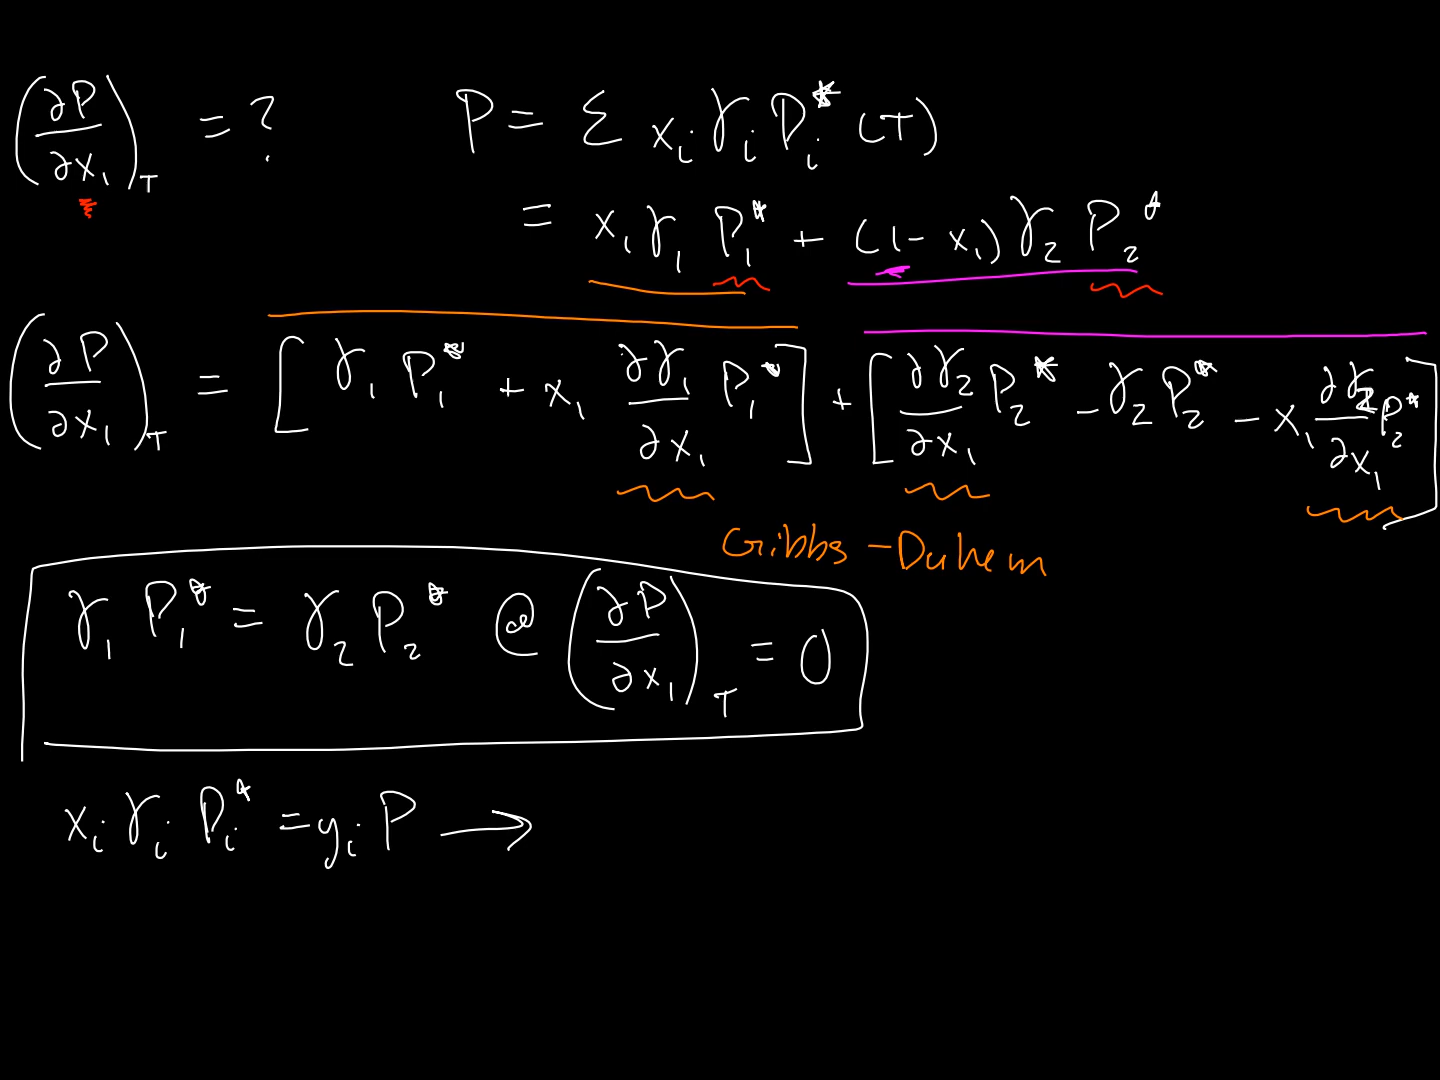 (∂P/∂x₁)_T = ? P = Σ xᵢ γᵢ Pᵢ* (T)
= x₁ γ₁ P₁* + (1 - x₁) γ₂ P₂*
(∂P/∂x₁)_T = [ γ₁ P₁* + x₁ ∂γ₁/∂x₁ P₁* ] + [ ∂γ₂/∂x₁ P₂* - γ₂ P₂* - x₁ ∂γ₂/∂x₁ P₂* ]
Gibbs - Duhem
γ₁ P₁* = γ₂ P₂* @ (∂P/∂x₁)_T = 0
xᵢ γᵢ Pᵢ* = yᵢ P →